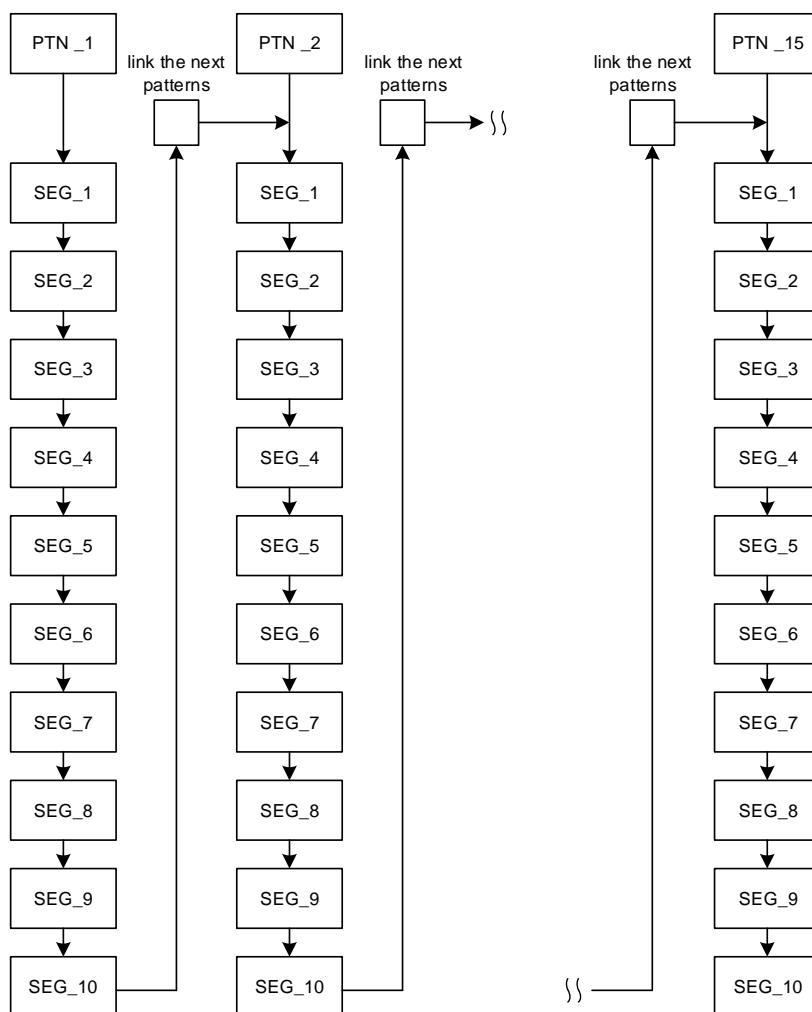 PTN _1
SEG_1
SEG_2
SEG_3
SEG_4
SEG_5
SEG_6
SEG_7
SEG_8
SEG_9
SEG_10
link the next
patterns
PTN _2
SEG_1
SEG_2
SEG_3
SEG_4
SEG_5
SEG_6
SEG_7
SEG_8
SEG_9
SEG_10
link the next
patterns
link the next
patterns
PTN _15
SEG_1
SEG_2
SEG_3
SEG_4
SEG_5
SEG_6
SEG_7
SEG_8
SEG_9
SEG_10